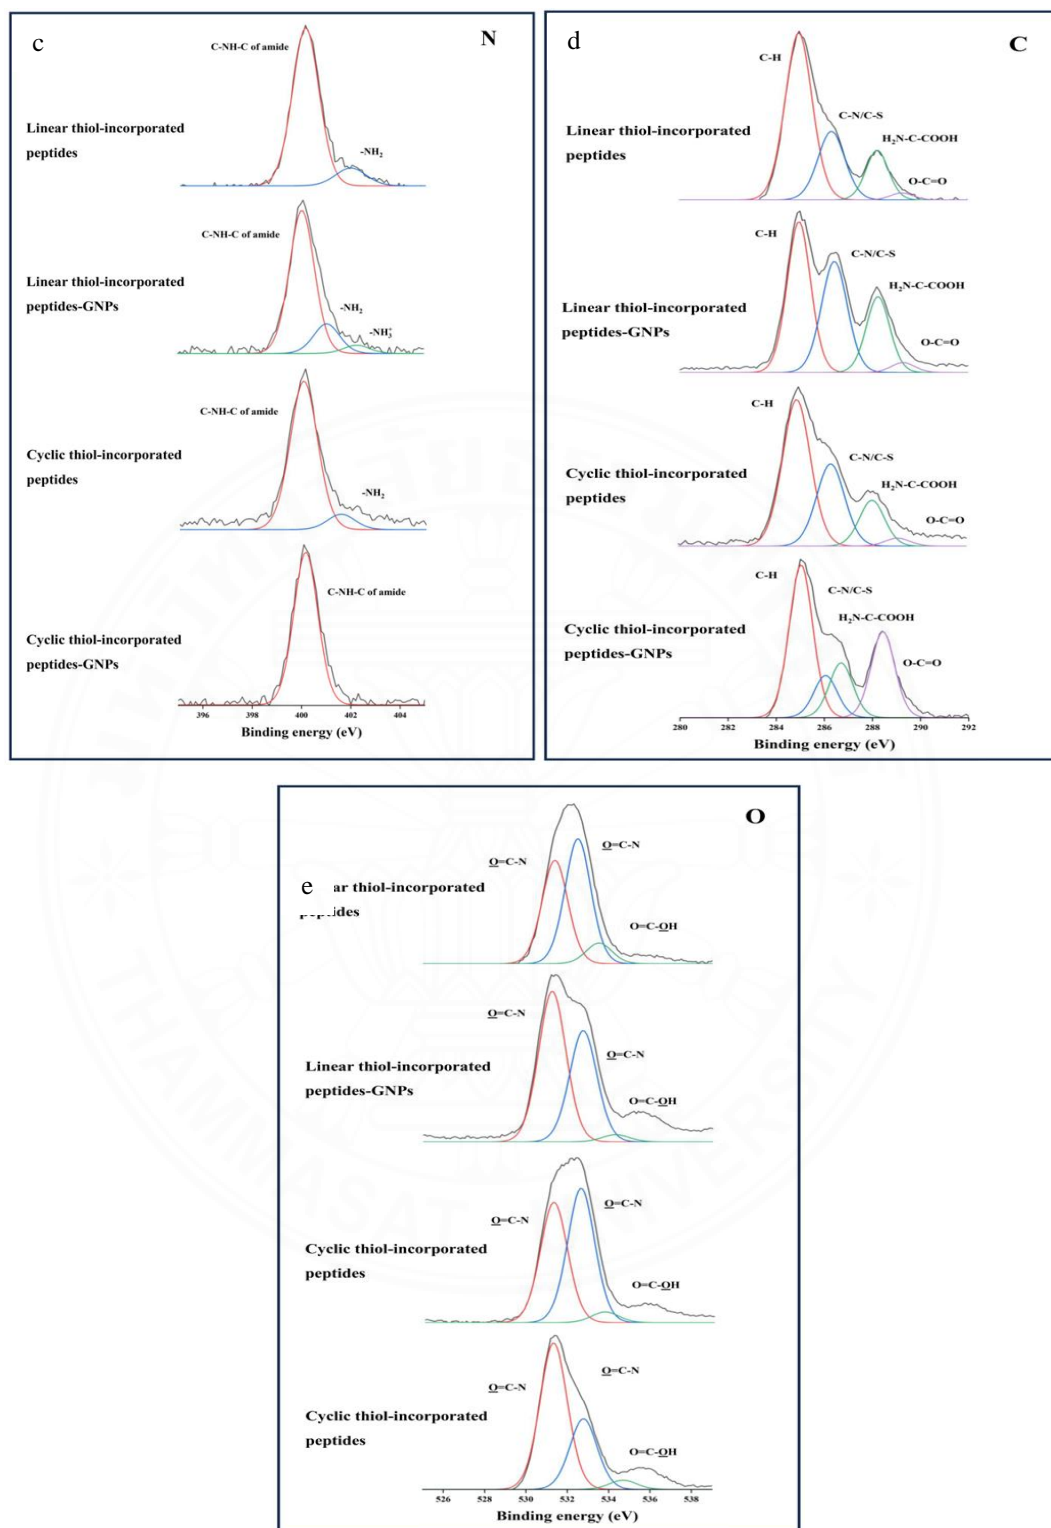 c
N
C-NH-C of amide
Linear thiol-incorporated
peptides
-NH2
C-NH-C of amide
Linear thiol-incorporated
peptides-GNPs
-NH2
-NH3+
C-NH-C of amide
Cyclic thiol-incorporated
peptides
-NH2
C-NH-C of amide
Cyclic thiol-incorporated
peptides-GNPs
396 398 400 402 404
Binding energy (eV)
d
C
C-H
C-N/C-S
Linear thiol-incorporated
peptides
H2N-C-COOH
O-C=O
C-H
C-N/C-S
H2N-C-COOH
Linear thiol-incorporated
peptides-GNPs
O-C=O
C-H
C-N/C-S
Cyclic thiol-incorporated
peptides
H2N-C-COOH
O-C=O
C-H
C-N/C-S
H2N-C-COOH
Cyclic thiol-incorporated
peptides-GNPs
O-C=O
280 282 284 286 288 290 292
Binding energy (eV)
O
O=C-N
O=C-N
e
ar thiol-incorporated
peptides
O=C-OH
O=C-N
O=C-N
Linear thiol-incorporated
peptides-GNPs
O=C-OH
O=C-N
O=C-N
Cyclic thiol-incorporated
peptides
O=C-OH
O=C-N
O=C-N
Cyclic thiol-incorporated
peptides
O=C-OH
526 528 530 532 534 536 538
Binding energy (eV)
THAMMASAT UNIVERSITY